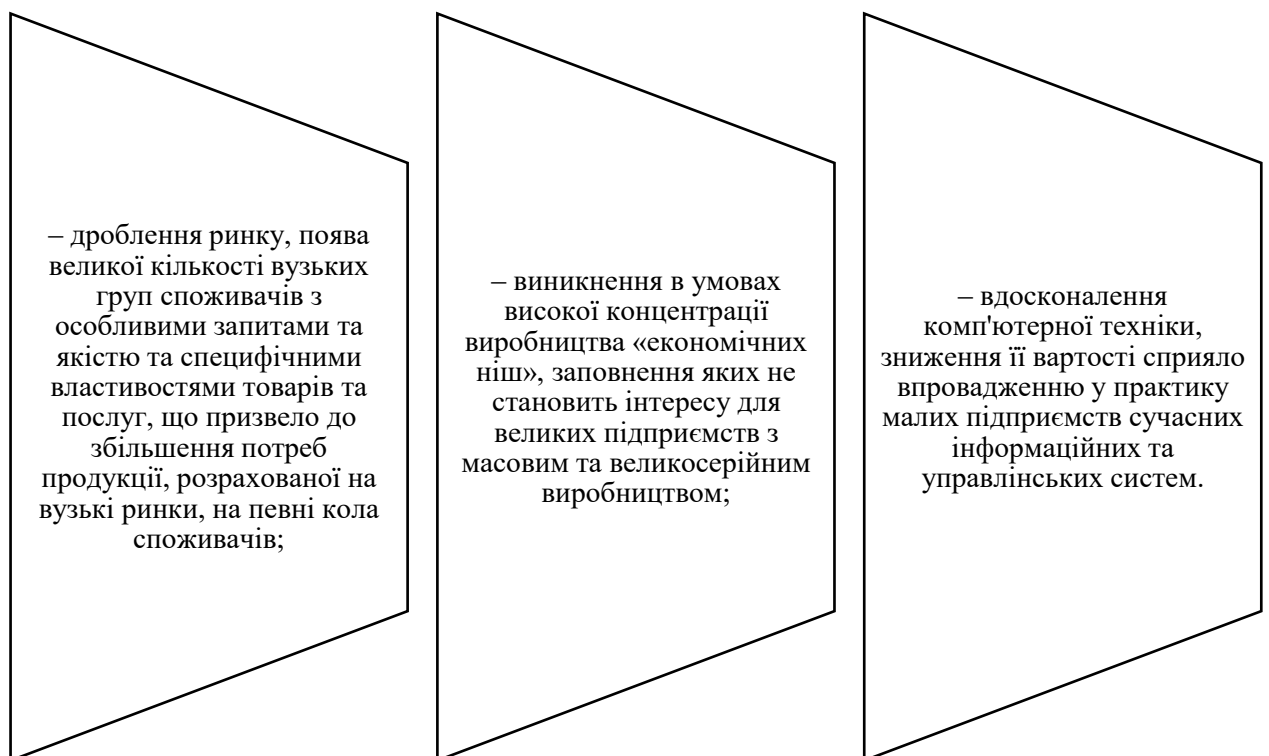 – дроблення ринку, поява
великої кількості вузьких
груп споживачів з
особливими запитами та
якістю та специфічними
властивостями товарів та
послуг, що призвело до
збільшення потреб
продукції, розрахованої на
вузькі ринки, на певні кола
споживачів;
– виникнення в умовах
високої концентрації
виробництва «економічних
ніш», заповнення яких не
становить інтересу для
великих підприємств з
масовим та великосерійним
виробництвом;
– вдосконалення
комп'ютерної техніки,
зниження її вартості сприяло
впровадженню у практику
малих підприємств сучасних
інформаційних та
управлінських систем.